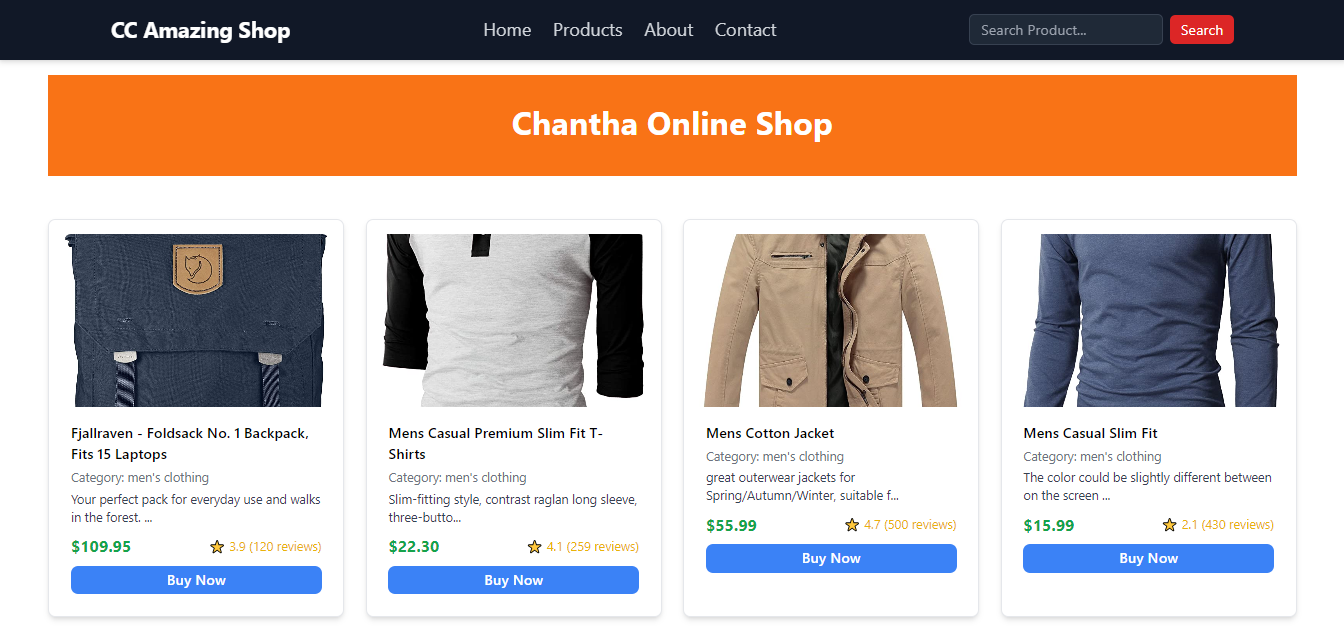 CC Amazing Shop
Home Products About Contact
Search Product...
Search
Chantha Online Shop
Fjallraven - Foldsack No. 1 Backpack,
Fits 15 Laptops
Category: men's clothing
Your perfect pack for everyday use and walks
in the forest. ...
$109.95
3.9 (120 reviews)
Buy Now
Mens Casual Premium Slim Fit T-
Shirts
Category: men's clothing
Slim-fitting style, contrast raglan long sleeve,
three-butto...
$22.30
4.1 (259 reviews)
Buy Now
Mens Cotton Jacket
Category: men's clothing
great outerwear jackets for
Spring/Autumn/Winter, suitable f...
$55.99
4.7 (500 reviews)
Buy Now
Mens Casual Slim Fit
Category: men's clothing
The color could be slightly different between
on the screen ...
$15.99
2.1 (430 reviews)
Buy Now